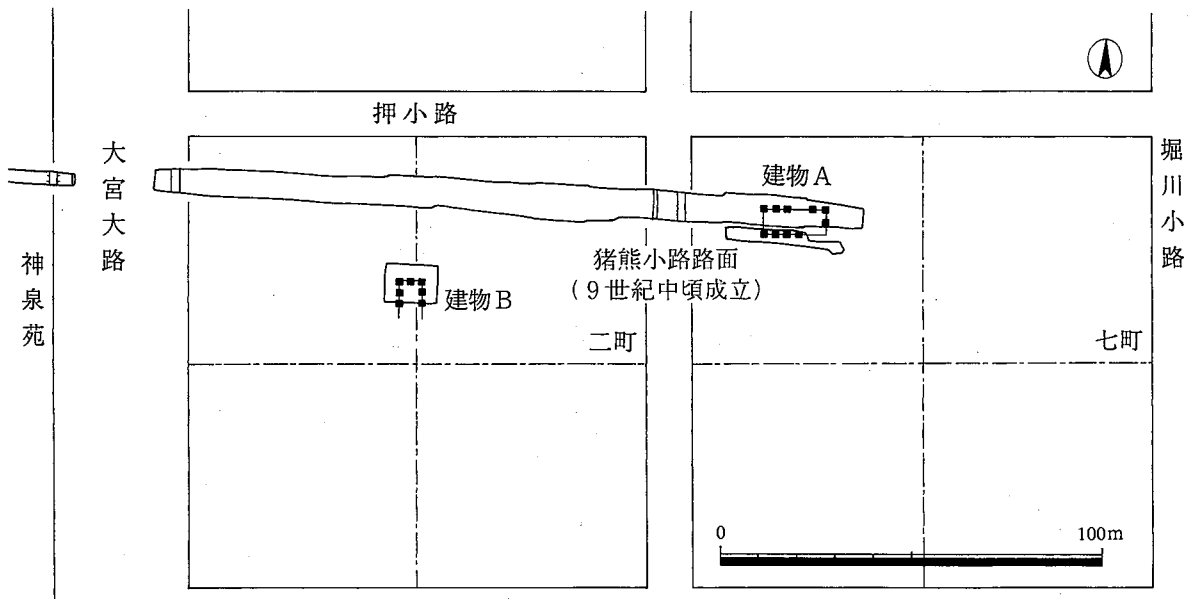 押小路
大宮大路
神泉苑
堀川小路
建物A
猪熊小路路面
(9世紀中頃成立)
建物B
二町
七町
0
100m